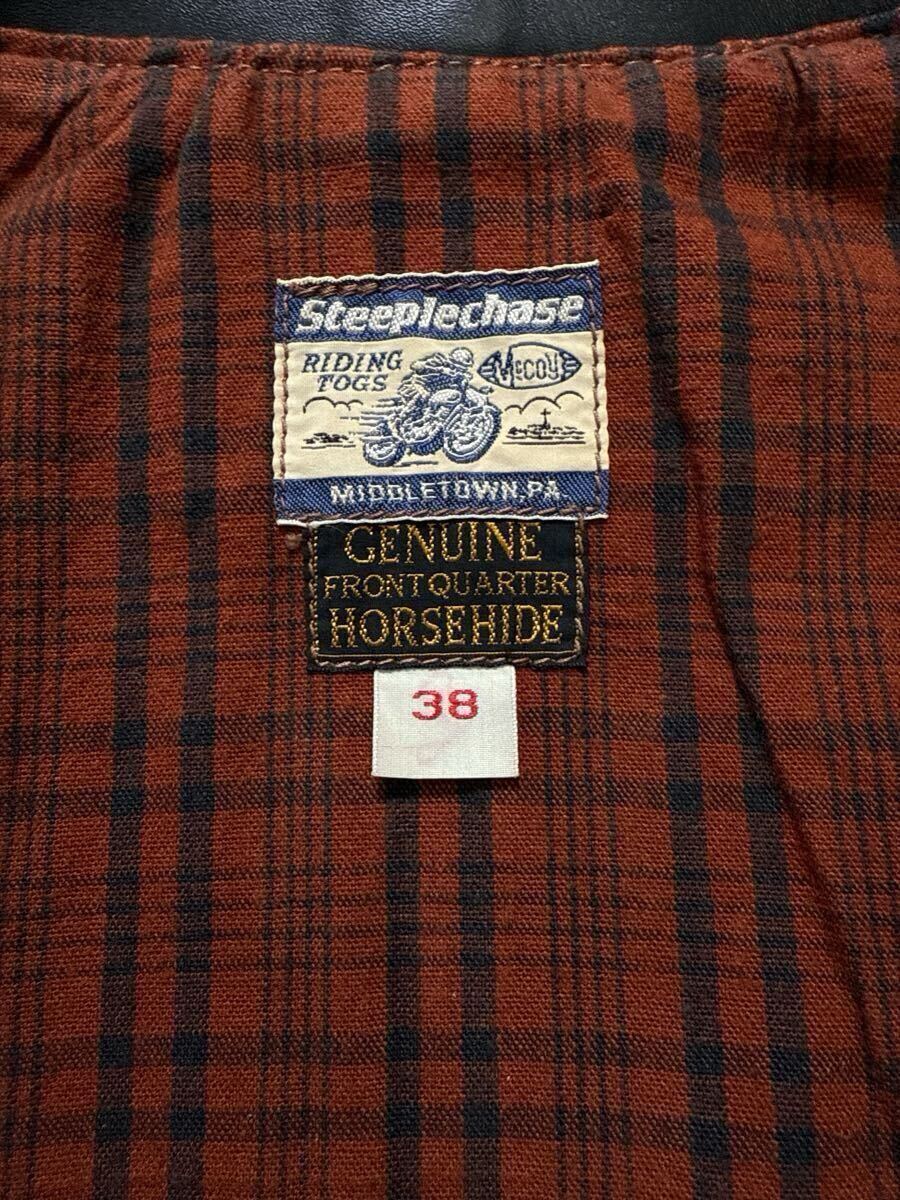 Steeplechase
RIDING
TOGS
McCOY'S
MIDDLETOWN, PA.
GENUINE
FRONT QUARTER
HORSEHIDE
38